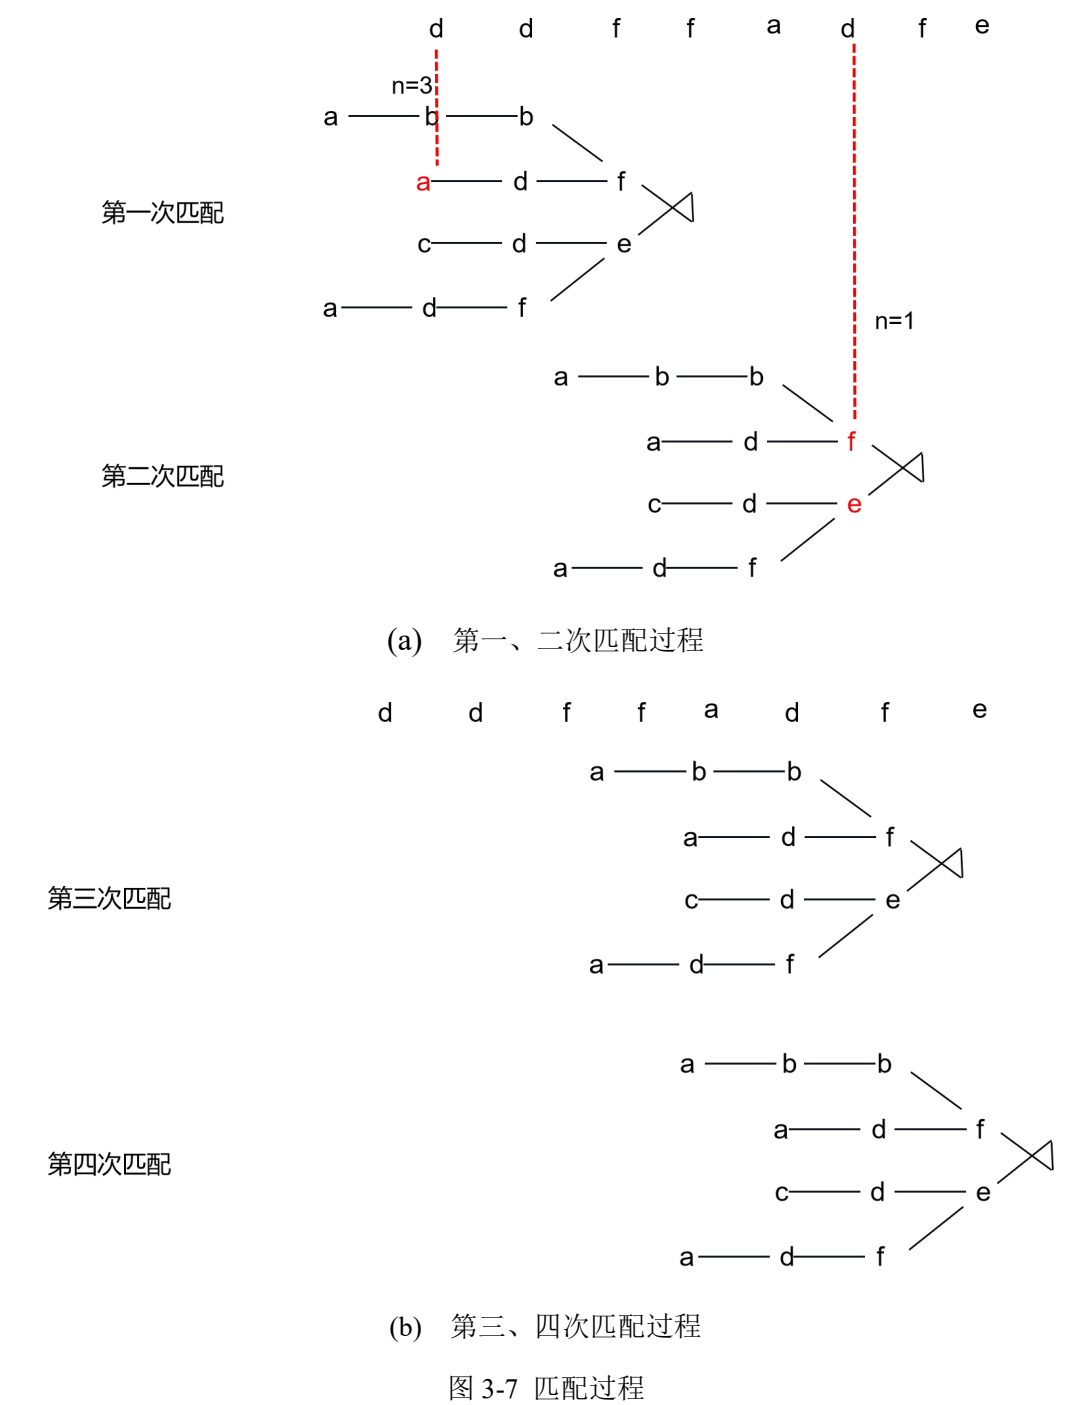 d d f f a d f e
n=3
a b b
a d f
第一次匹配
c d e
a d f
n=1
a b b
a d f
第二次匹配
c d e
a d f
(a) 第一、二次匹配过程
d d f f a d f e
a b b
a d f
第三次匹配
c d e
a d f
a b b
a d f
第四次匹配
c d e
a d f
(b) 第三、四次匹配过程
图 3-7 匹配过程